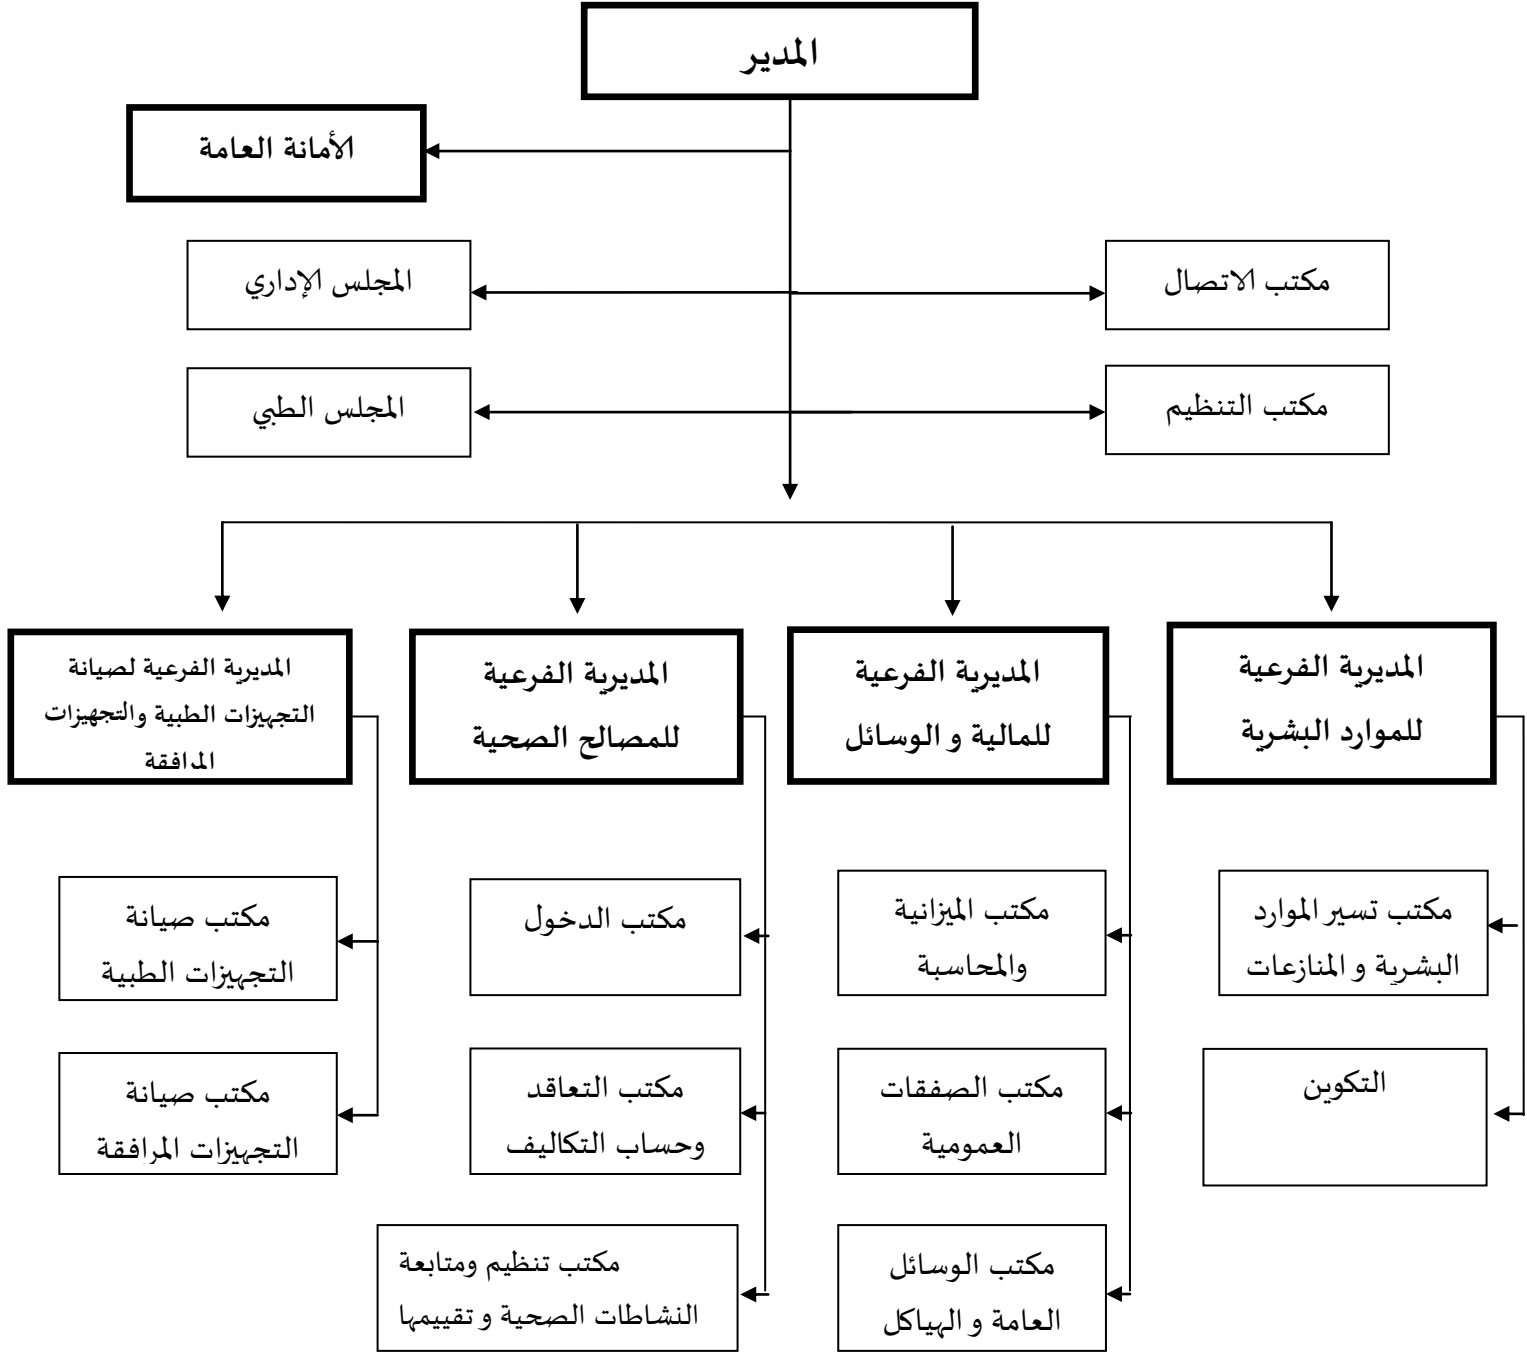 المدير
الأمانة العامة
مكتب الاتصال
المجلس الإداري
مكتب التنظيم
المجلس الطبي
المديرية الفرعية
للموارد البشرية
المديرية الفرعية
للمالية و الوسائل
المديرية الفرعية
للمصالح الصحية
المديرية الفرعية لصيانة
التجهيزات الطبية والتجهيزات
المرافقة
مكتب تسير الموارد
البشرية و المنازعات
مكتب الميزانية
والمحاسبة
مكتب الدخول
مكتب صيانة
التجهيزات الطبية
التكوين
مكتب الصفقات
العمومية
مكتب التعاقد
وحساب التكاليف
مكتب صيانة
التجهيزات المرافقة
مكتب الوسائل
العامة و الهياكل
مكتب تنظيم ومتابعة
النشاطات الصحية و تقييمها